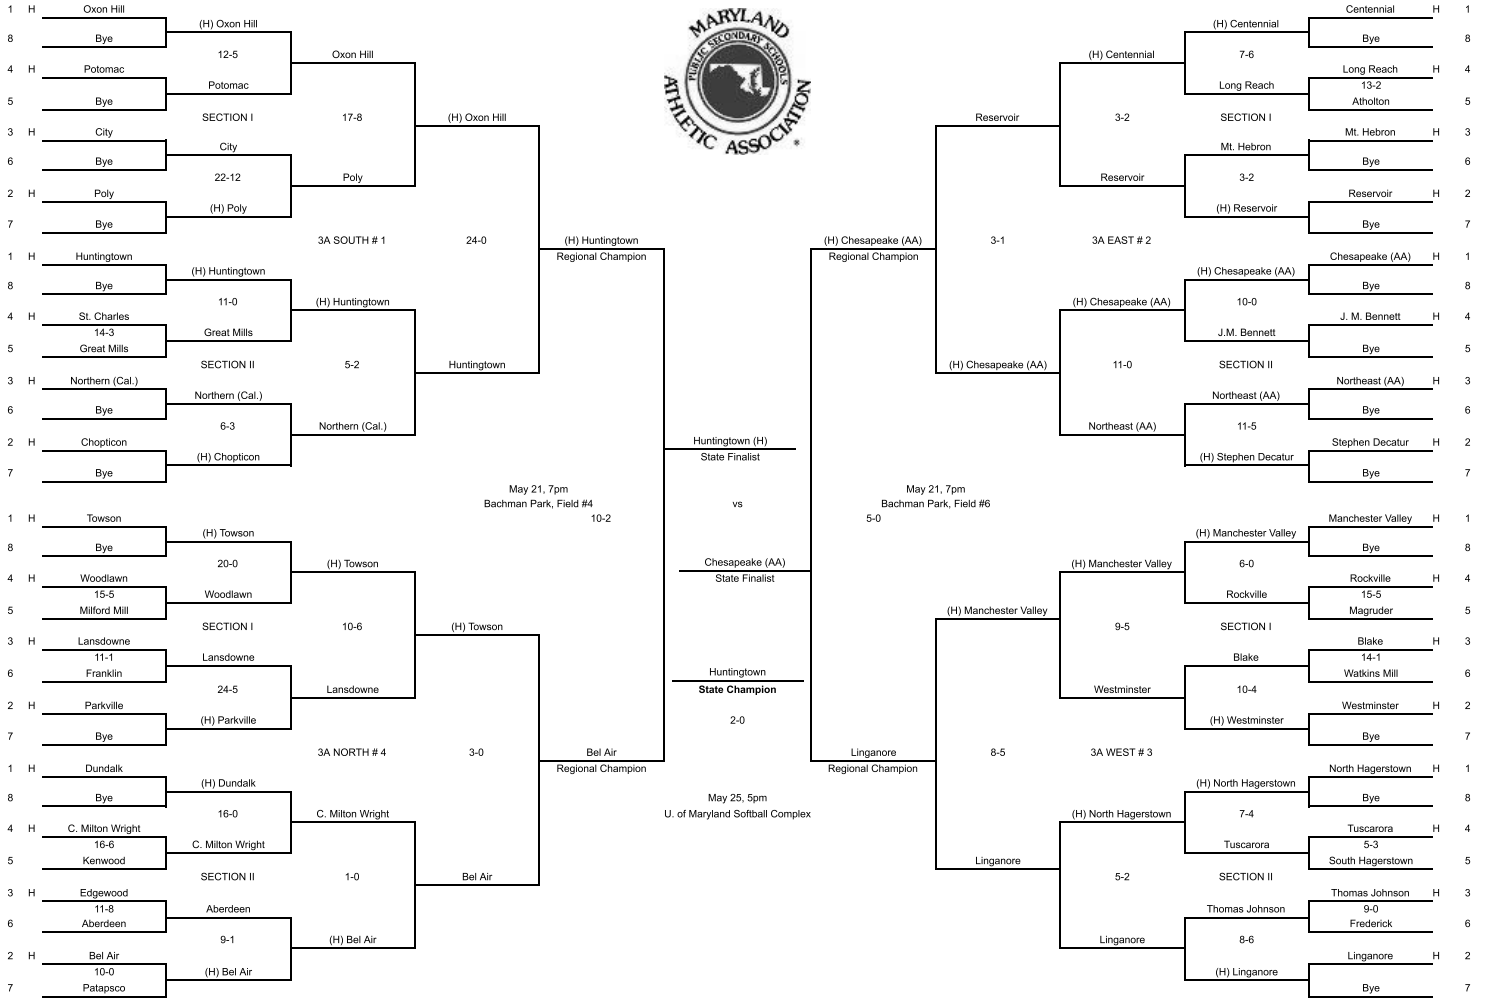 MARYLAND
PUBLIC SECONDARY SCHOOLS
ATHLETIC ASSOCIATION
®
1 H Oxon Hill
(H) Oxon Hill
8 Bye
12-5
Oxon Hill
4 H Potomac
Potomac
5 Bye
SECTION I
17-8
(H) Oxon Hill
3 H City
City
6 Bye
22-12
Poly
2 H Poly
(H) Poly
7 Bye
3A SOUTH # 1
24-0
(H) Huntingtown
Regional Champion
1 H Huntingtown
(H) Huntingtown
8 Bye
11-0
(H) Huntingtown
4 H St. Charles
14-3
Great Mills
5 Great Mills
SECTION II
5-2
Huntingtown
3 H Northern (Cal.)
Northern (Cal.)
6 Bye
6-3
Northern (Cal.)
2 H Chopticon
(H) Chopticon
7 Bye
May 21, 7pm
Bachman Park, Field #4
10-2
1 H Towson
(H) Towson
8 Bye
20-0
(H) Towson
4 H Woodlawn
15-5
Woodlawn
5 Milford Mill
SECTION I
10-6
(H) Towson
3 H Lansdowne
11-1
Lansdowne
6 Franklin
24-5
Lansdowne
2 H Parkville
(H) Parkville
7 Bye
3A NORTH # 4
3-0
Bel Air
Regional Champion
1 H Dundalk
(H) Dundalk
8 Bye
16-0
C. Milton Wright
4 H C. Milton Wright
16-6
C. Milton Wright
5 Kenwood
SECTION II
1-0
Bel Air
3 H Edgewood
11-8
Aberdeen
6 Aberdeen
9-1
(H) Bel Air
2 H Bel Air
10-0
(H) Bel Air
7 Patapsco
Huntingtown (H)
State Finalist
vs
Chesapeake (AA)
State Finalist
Huntingtown
State Champion
2-0
May 25, 5pm
U. of Maryland Softball Complex
Centennial H 1
(H) Centennial
Bye 8
7-6
(H) Centennial
Long Reach H 4
13-2
Long Reach
Atholton 5
SECTION I
3-2
Reservoir
Mt. Hebron H 3
Mt. Hebron
Bye 6
3-2
Reservoir
Reservoir H 2
(H) Reservoir
Bye 7
3A EAST # 2
3-1
(H) Chesapeake (AA)
Regional Champion
Chesapeake (AA) H 1
(H) Chesapeake (AA)
Bye 8
10-0
(H) Chesapeake (AA)
J. M. Bennett H 4
J.M. Bennett
Bye 5
SECTION II
11-0
(H) Chesapeake (AA)
Northeast (AA) H 3
Northeast (AA)
Bye 6
11-5
Northeast (AA)
Stephen Decatur H 2
(H) Stephen Decatur
Bye 7
May 21, 7pm
Bachman Park, Field #6
5-0
Manchester Valley H 1
(H) Manchester Valley
Bye 8
6-0
(H) Manchester Valley
Rockville H 4
15-5
Rockville
Magruder 5
SECTION I
9-5
(H) Manchester Valley
Blake H 3
14-1
Blake
Watkins Mill 6
10-4
Westminster
Westminster H 2
(H) Westminster
Bye 7
3A WEST # 3
8-5
Linganore
Regional Champion
North Hagerstown H 1
(H) North Hagerstown
Bye 8
7-4
(H) North Hagerstown
Tuscarora H 4
5-3
Tuscarora
South Hagerstown 5
SECTION II
5-2
Linganore
Thomas Johnson H 3
9-0
Thomas Johnson
Frederick 6
8-6
Linganore
Linganore H 2
(H) Linganore
Bye 7